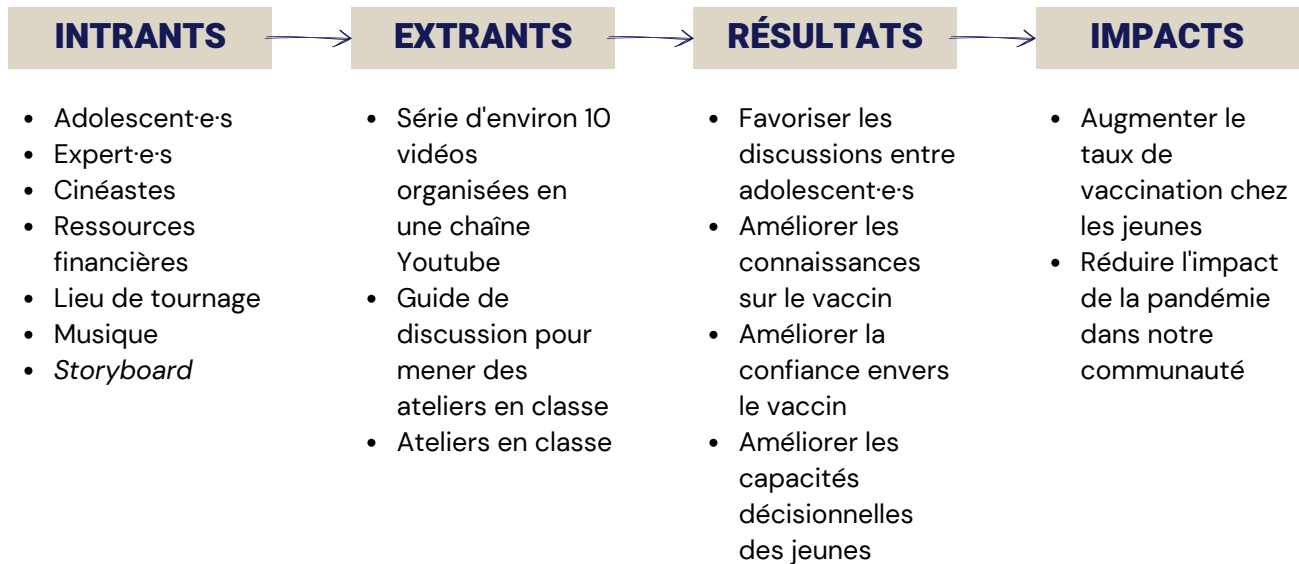 INTRANTS
• Adolescent·e·s
• Expert·e·s
• Cinéastes
• Ressources
financières
• Lieu de tournage
• Musique
• Storyboard
EXTRANTS
• Série d'environ 10
vidéos
organisées en
une chaîne
Youtube
• Guide de
discussion pour
mener des
ateliers en classe
• Ateliers en classe
RÉSULTATS
• Favoriser les
discussions entre
adolescent·e·s
• Améliorer les
connaissances
sur le vaccin
• Améliorer la
confiance envers
le vaccin
• Améliorer les
capacités
décisionnelles
des jeunes
IMPACTS
• Augmenter le
taux de
vaccination chez
les jeunes
• Réduire l'impact
de la pandémie
dans notre
communauté